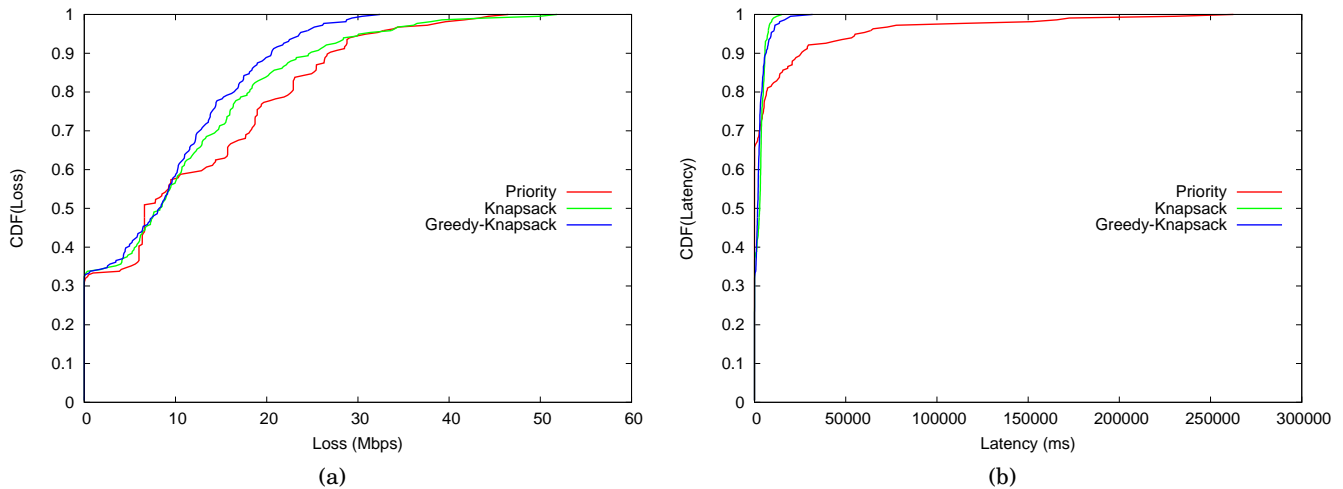 1
0.9
0.8
0.7
0.6
0.5
0.4
0.3
0.2
0.1
0
CDF(Loss)
Priority
Knapsack
Greedy-Knapsack
0 10 20 30 40 50 60
Loss (Mbps)
(a)
1
0.9
0.8
0.7
0.6
0.5
0.4
0.3
0.2
0.1
0
CDF(Latency)
Priority
Knapsack
Greedy-Knapsack
0 50000 100000 150000 200000 250000 300000
Latency (ms)
(b)